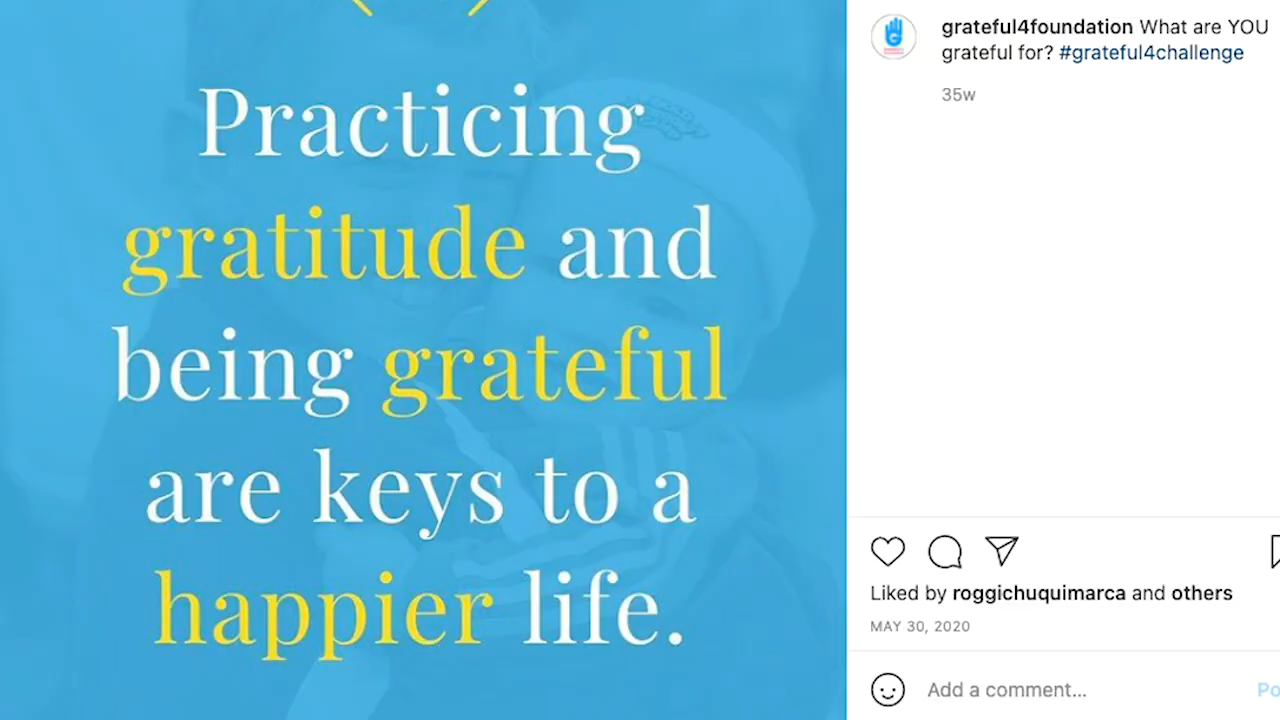 Practicing
gratitude and
being grateful
are keys to a
happier life.
grateful4foundation What are YOU
grateful for? #grateful4challenge
35w
Liked by roggichuquimarca and others
MAY 30, 2020
Add a comment...